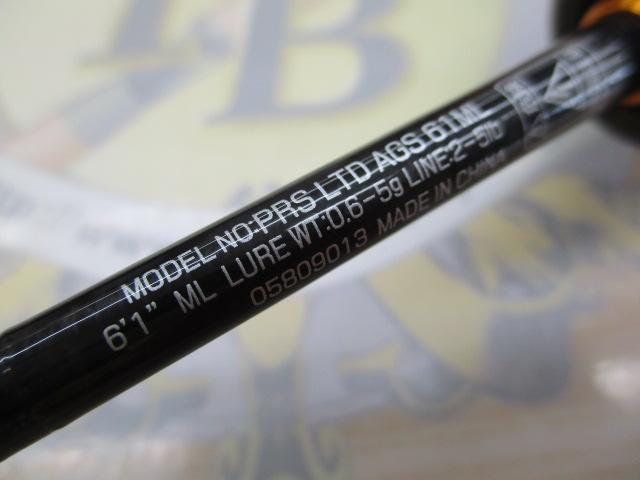 MODEL NO:PRS LTD AGS 61ML
6'1" ML LURE WT:0.6-5g LINE:2-5lb
05809013 MADE IN CHINA
TB